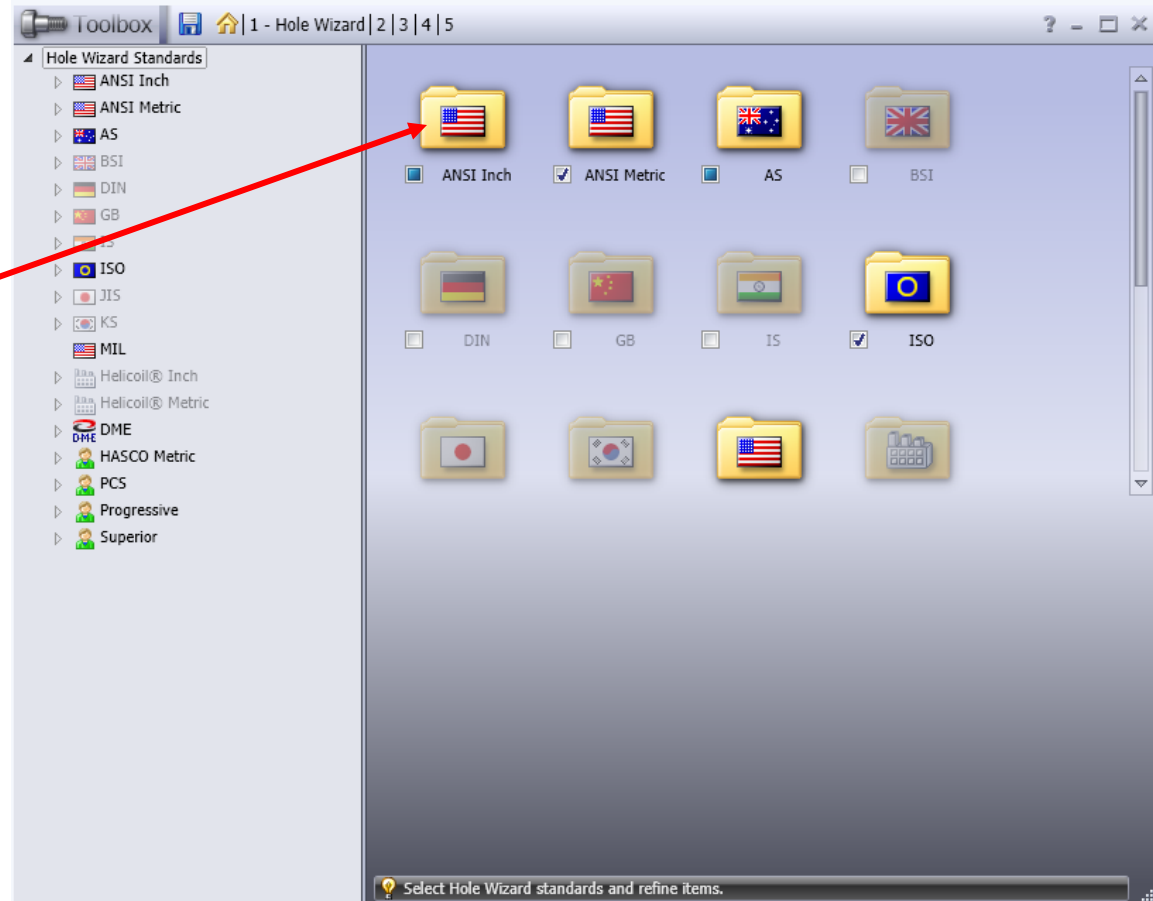 Toolbox 1 - Hole Wizard | 2 | 3 | 4 | 5 ?
Hole Wizard Standards
ANSI Inch
ANSI Metric
AS
BSI
DIN
GB
IS
ISO
JIS
KS
MIL
Helicoil® Inch
Helicoil® Metric
DME DME
HASCO Metric
PCS
Progressive
Superior
ANSI Inch ANSI Metric AS BSI
DIN GB IS ISO
Select Hole Wizard standards and refine items.